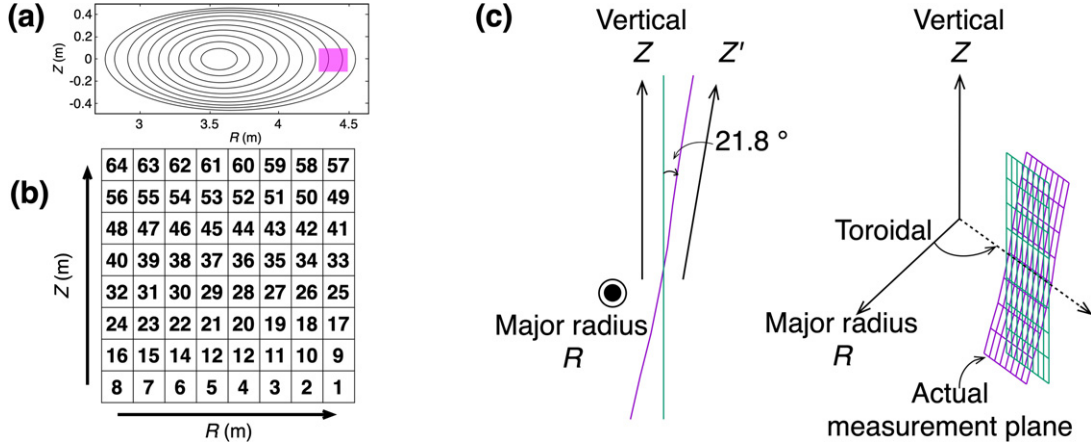 (a)
Z (m)
0.4
0.2
0
-0.2
-0.4
3
3.5
4
4.5
R (m)
(b)
Z (m)
64 63 62 61 60 59 58 57
56 55 54 53 52 51 50 49
48 47 46 45 44 43 42 41
40 39 38 37 36 35 34 33
32 31 30 29 28 27 26 25
24 23 22 21 20 19 18 17
16 15 14 12 12 11 10 9
8 7 6 5 4 3 2 1
R (m)
(c)
Vertical
Z
Z'
21.8 °
Major radius
R
Vertical
Z
Toroidal
Major radius
R
Actual
measurement plane